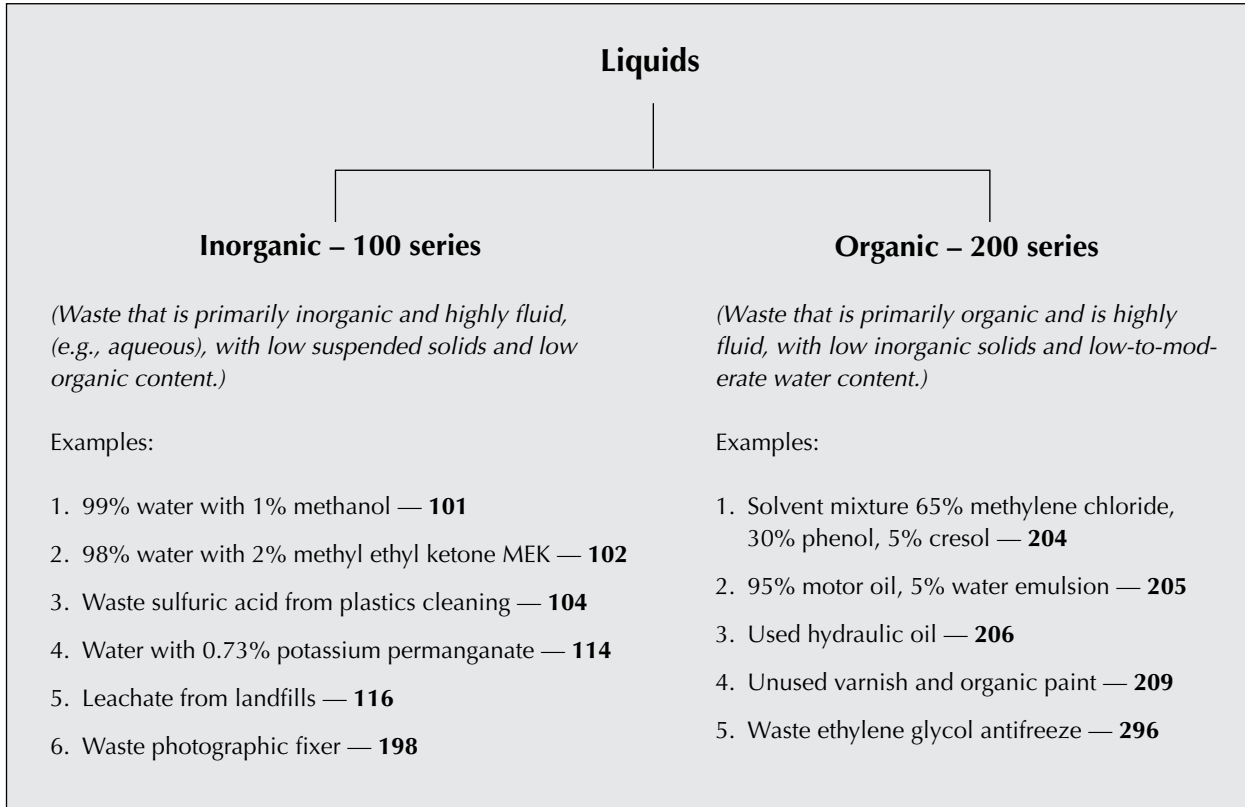 Liquids
Inorganic – 100 series
(Waste that is primarily inorganic and highly fluid,
(e.g., aqueous), with low suspended solids and low
organic content.)
Examples:
1. 99% water with 1% methanol — 101
2. 98% water with 2% methyl ethyl ketone MEK — 102
3. Waste sulfuric acid from plastics cleaning — 104
4. Water with 0.73% potassium permanganate — 114
5. Leachate from landfills — 116
6. Waste photographic fixer — 198
Organic – 200 series
(Waste that is primarily organic and is highly
fluid, with low inorganic solids and low-to-mod-
erate water content.)
Examples:
1. Solvent mixture 65% methylene chloride,
30% phenol, 5% cresol — 204
2. 95% motor oil, 5% water emulsion — 205
3. Used hydraulic oil — 206
4. Unused varnish and organic paint — 209
5. Waste ethylene glycol antifreeze — 296